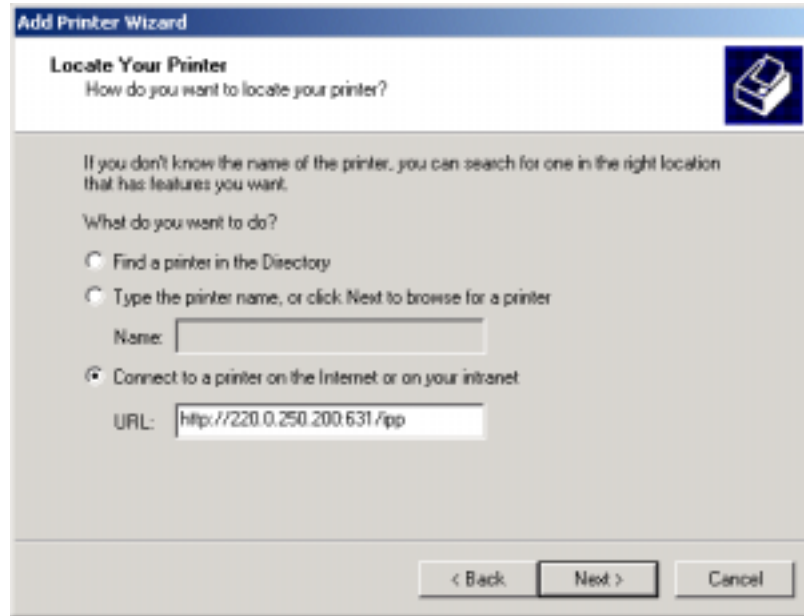 Add Printer Wizard
Locate Your Printer
How do you want to locate your printer?
If you don't know the name of the printer, you can search for one in the right location
that has features you want.
What do you want to do?
Find a printer in the Directory
Type the printer name, or click Next to browse for a printer
Name:
Connect to a printer on the Internet or on your intranet
URL: http://220.0.250.200:631/ipp
< Back Next > Cancel